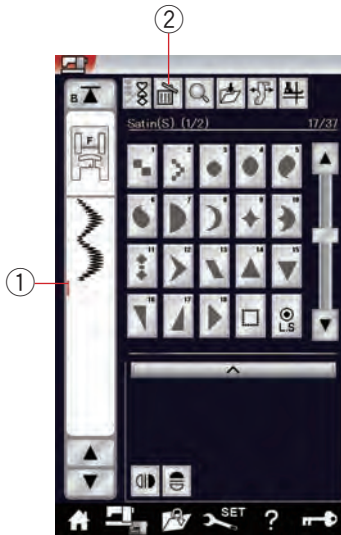 ②
B
F
Satin(S) (1/2) 17/37
1 2 3 4 5
6 7 8 9 10
①
11 12 13 14 15
16 17 18
L.S
SET
?